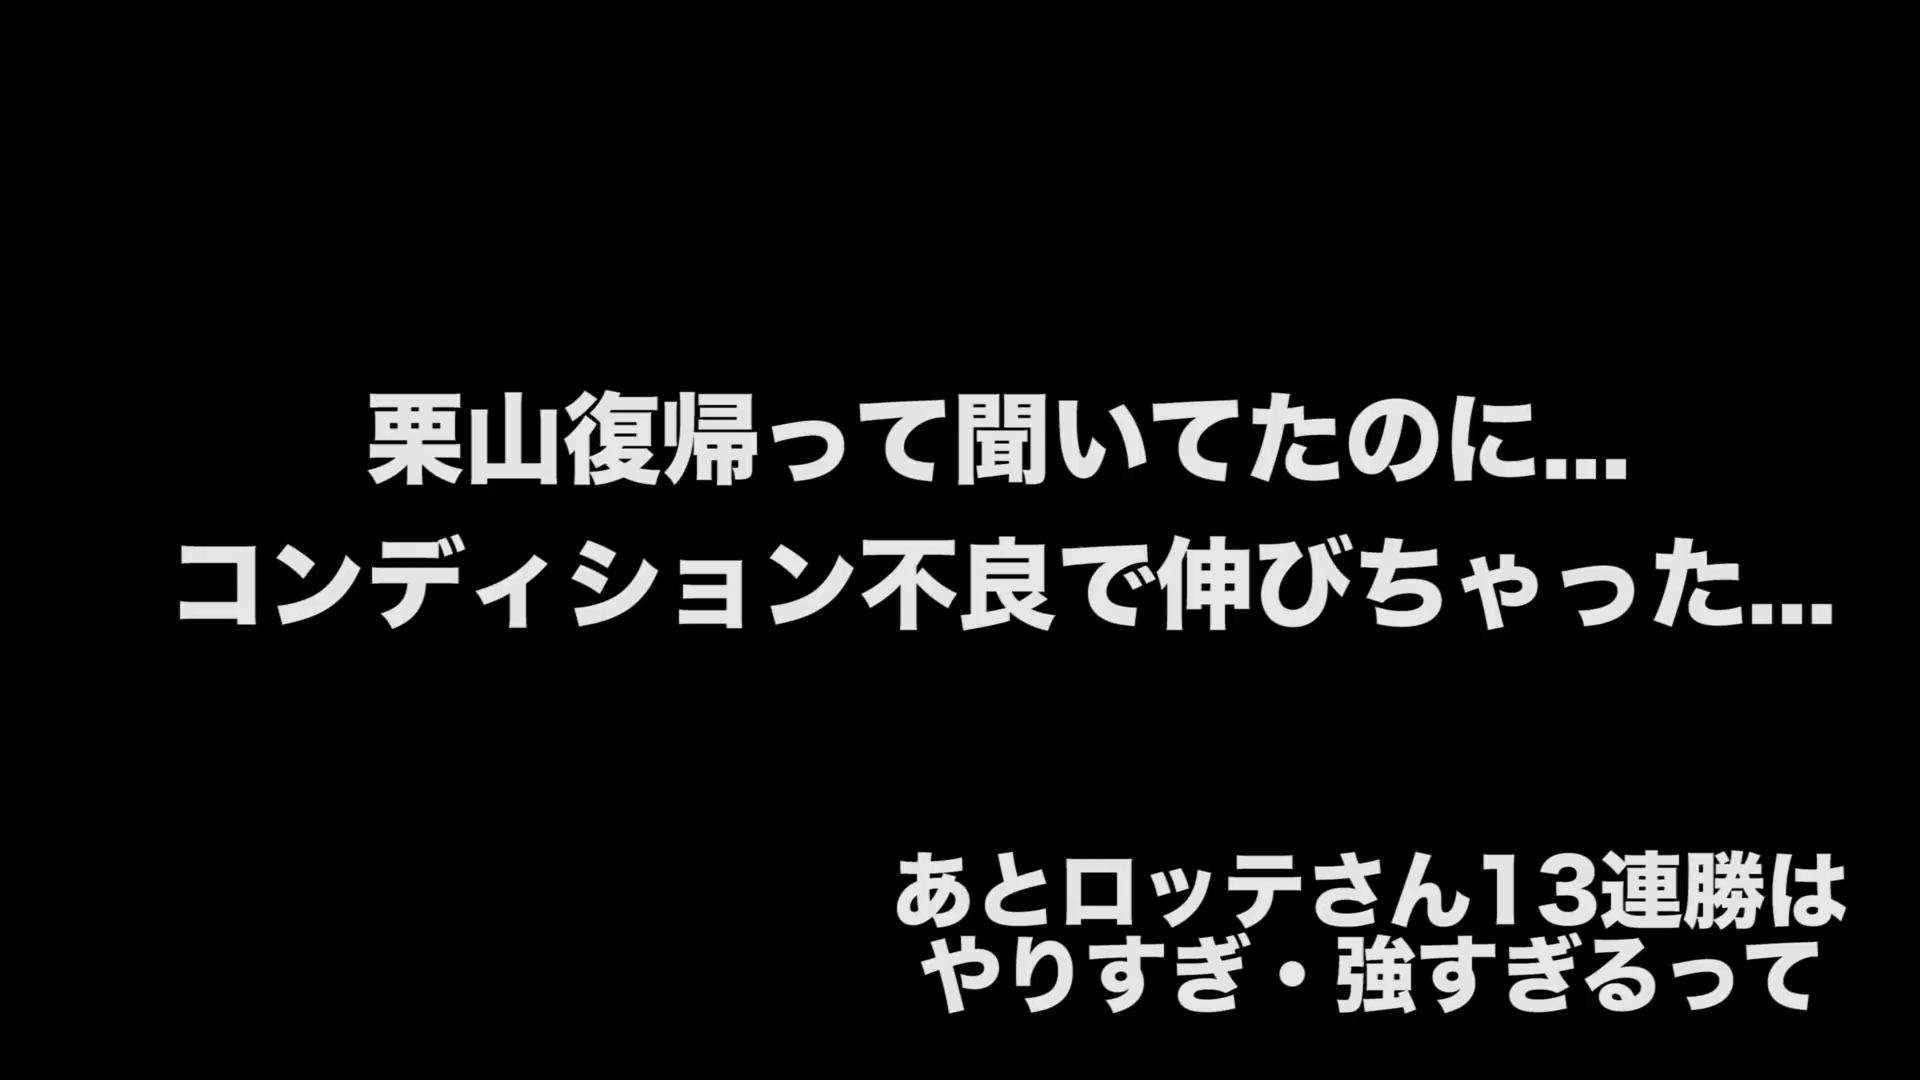 栗山復帰って聞いてたのに...
コンディション不良で伸びちゃった...
あとロッテさん13連勝は
やりすぎ・強すぎるって